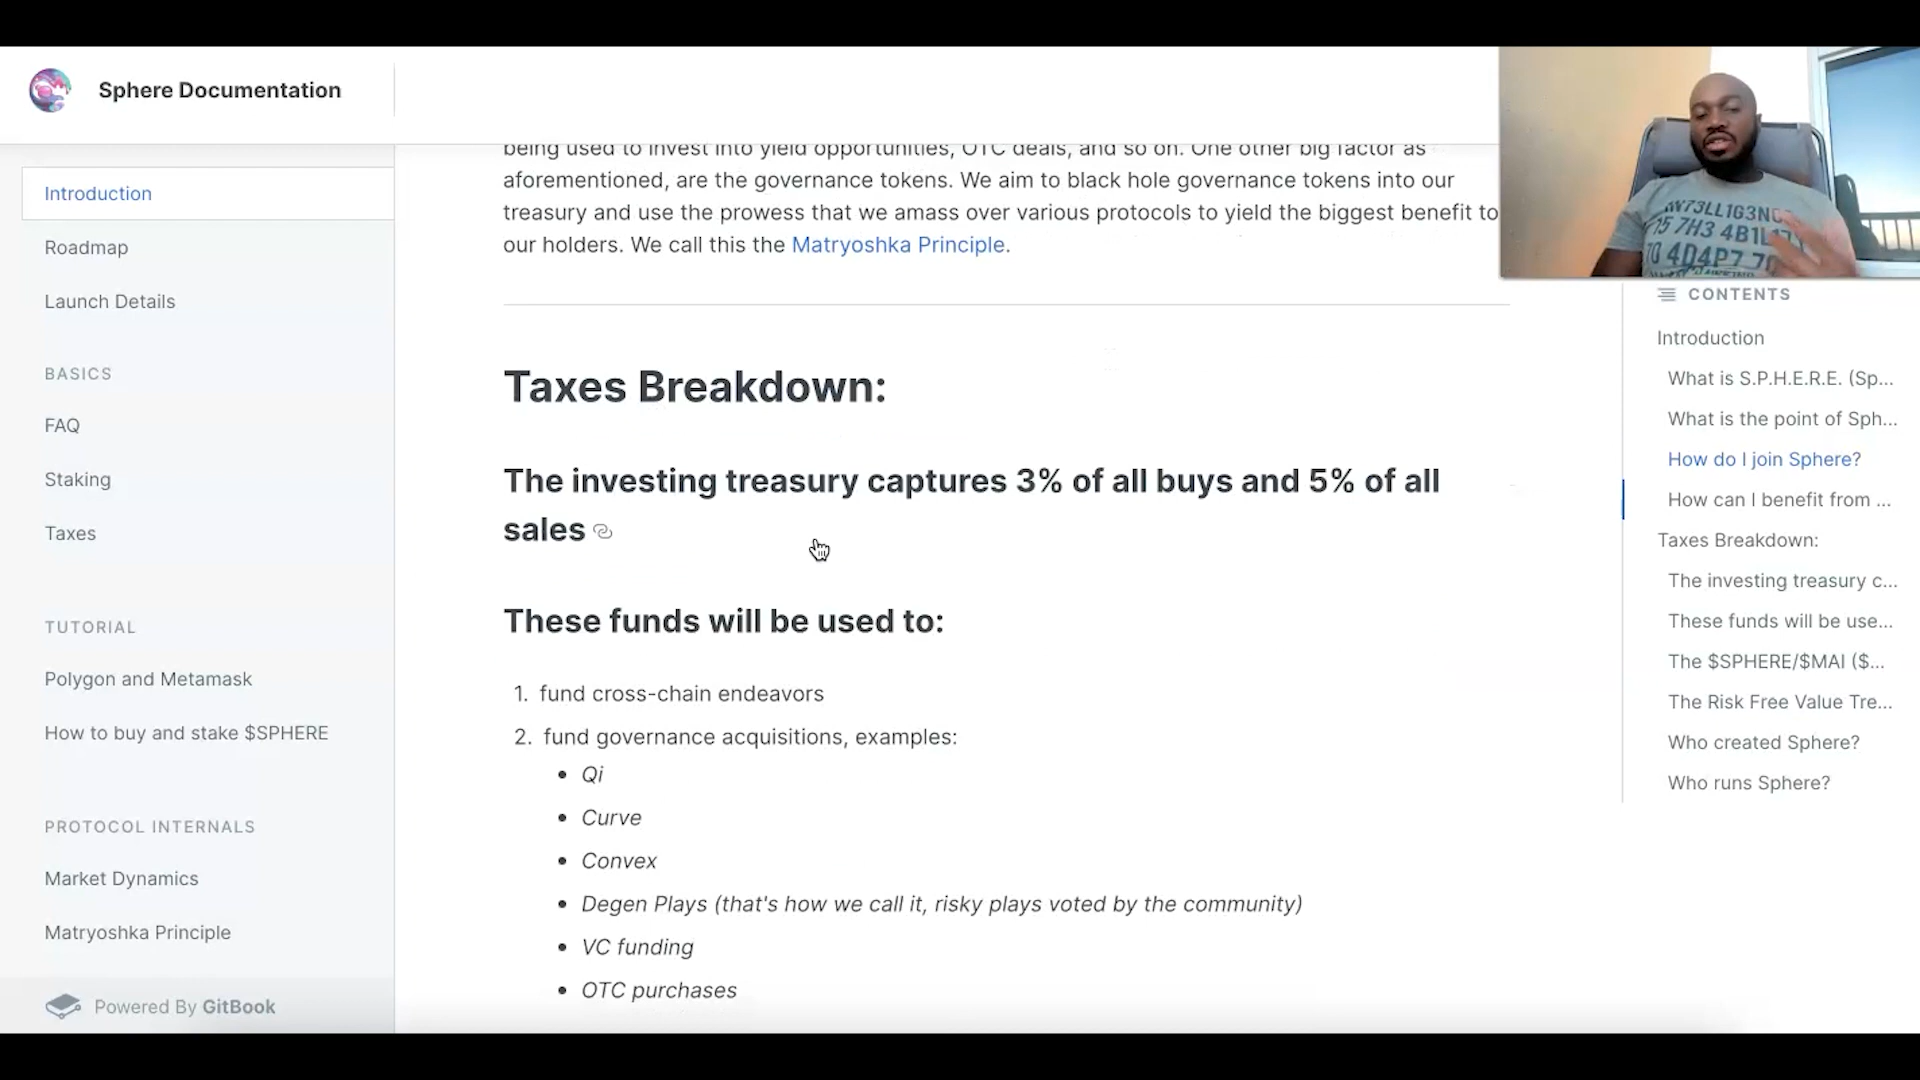 Sphere Documentation
Introduction
Roadmap
Launch Details
BASICS
FAQ
Staking
Taxes
TUTORIAL
Polygon and Metamask
How to buy and stake $SPHERE
PROTOCOL INTERNALS
Market Dynamics
Matryoshka Principle
Powered By GitBook
being used to invest into yield opportunities, OTC deals, and so on. One other big factor as
aforementioned, are the governance tokens. We aim to black hole governance tokens into our
treasury and use the prowess that we amass over various protocols to yield the biggest benefit to
our holders. We call this the Matryoshka Principle.
Taxes Breakdown:
The investing treasury captures 3% of all buys and 5% of all
sales
These funds will be used to:
1. fund cross-chain endeavors
2. fund governance acquisitions, examples:
• Qi
• Curve
• Convex
• Degen Plays (that's how we call it, risky plays voted by the community)
• VC funding
• OTC purchases
CONTENTS
Introduction
What is S.P.H.E.R.E. (Sp...
What is the point of Sph...
How do I join Sphere?
How can I benefit from ...
Taxes Breakdown:
The investing treasury c...
These funds will be use...
The $SPHERE/$MAI ($...
The Risk Free Value Tre...
Who created Sphere?
Who runs Sphere?